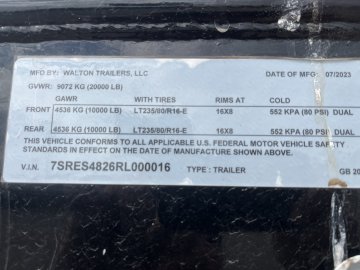 MFD BY: WALTON TRAILERS, LLC DATE OF MFG: 07/2023
GVWR: 9072 KG (20000 LB)
GAWR WITH TIRES RIMS AT COLD
FRONT 4536 KG (10000 LB) LT235/80/R16-E 16X8 552 KPA (80 PSI) DUAL
REAR 4536 KG (10000 LB) LT235/80/R16-E 16X8 552 KPA (80 PSI) DUAL
THIS VEHICLE CONFORMS TO ALL APPLICABLE U.S. FEDERAL MOTOR VEHICLE SAFETY
STANDARDS IN EFFECT ON THE DATE OF MANUFACTURE SHOWN ABOVE.
V.I.N. 7SRES4826RL000016 TYPE: TRAILER GB 20